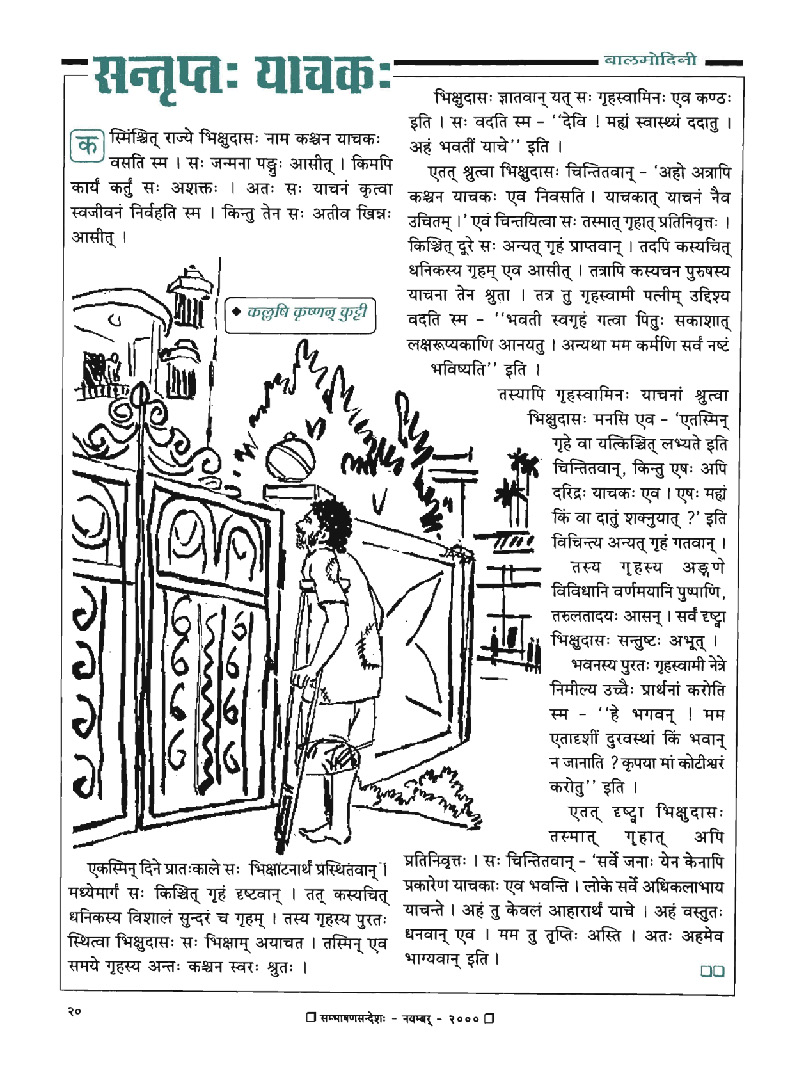 सन्तृप्तः याचकः
बालमोदिनी
कस्मिंश्चित् राज्ये भिक्षुदासः नाम कश्चन याचकः
वसति स्म । सः जन्मना पङ्गुः आसीत् । किमपि
कार्यं कर्तुं सः अशक्तः । अतः सः याचनं कृत्वा
स्वजीवनं निर्वहति स्म । किन्तु तेन सः अतीव खिन्नः
आसीत् ।
♦ कलुषि कृष्णन् कुट्टी
एकस्मिन् दिने प्रातःकाले सः भिक्षाटनार्थं प्रस्थितवान् ।
मध्येमार्गं सः किञ्चित् गृहं दृष्टवान् । तत् कस्यचित्
धनिकस्य विशालं सुन्दरं च गृहम् । तस्य गृहस्य पुरतः
स्थित्वा भिक्षुदासः सः भिक्षाम् अयाचत । तस्मिन् एव
समये गृहस्य अन्तः कश्चन स्वरः श्रुतः ।
भिक्षुदासः ज्ञातवान् यत् सः गृहस्वामिनः एव कण्ठः
इति । सः वदति स्म – ''देवि ! मह्यं स्वास्थ्यं ददातु ।
अहं भवतीं याचे'' इति ।
एतत् श्रुत्वा भिक्षुदासः चिन्तितवान् – 'अहो अत्रापि
कश्चन याचकः एव निवसति । याचकात् याचनं नैव
उचितम् ।' एवं चिन्तयित्वा सः तस्मात् गृहात् प्रतिनिवृत्तः ।
किञ्चित् दूरे सः अन्यत् गृहं प्राप्तवान् । तदपि कस्यचित्
धनिकस्य गृहम् एव आसीत् । तत्रापि कस्यचन पुरुषस्य
याचना तेन श्रुता । तत्र तु गृहस्वामी पत्नीम् उद्दिश्य
वदति स्म – ''भवती स्वगृहं गत्वा पितुः सकाशात्
लक्षरूप्यकाणि आनयतु । अन्यथा मम कर्मणि सर्वं नष्टं
भविष्यति'' इति ।
तस्यापि गृहस्वामिनः याचनां श्रुत्वा
भिक्षुदासः मनसि एव – 'एतस्मिन्
गृहे वा यत्किञ्चित् लभ्यते इति
चिन्तितवान्, किन्तु एषः अपि
दरिद्रः याचकः एव । एषः मह्यं
किं वा दातुं शक्नुयात् ?' इति
विचिन्त्य अन्यत् गृहं गतवान् ।
तस्य गृहस्य अङ्गणे
विविधानि वर्णमयानि पुष्पाणि,
तरुलतादयः आसन् । सर्वं दृष्ट्वा
भिक्षुदासः सन्तुष्टः अभूत् ।
भवनस्य पुरतः गृहस्वामी नेत्रे
निमील्य उच्चैः प्रार्थनां करोति
स्म – ''हे भगवन् ! मम
एतादृशीं दुरवस्थां किं भवान्
न जानाति ? कृपया मां कोटीश्वरं
करोतु'' इति ।
एतत् दृष्ट्वा भिक्षुदासः
तस्मात् गृहात् अपि
प्रतिनिवृत्तः । सः चिन्तितवान् – 'सर्वे जनाः येन केनापि
प्रकारेण याचकाः एव भवन्ति । लोके सर्वे अधिकलाभाय
याचन्ते । अहं तु केवलं आहारार्थं याचे । अहं वस्तुतः
धनवान् एव । मम तु तृप्तिः अस्ति । अतः अहमेव
भाग्यवान् इति ।
२०
❐ सम्भाषणसन्देशः – नवम्बर् – २००० ❐